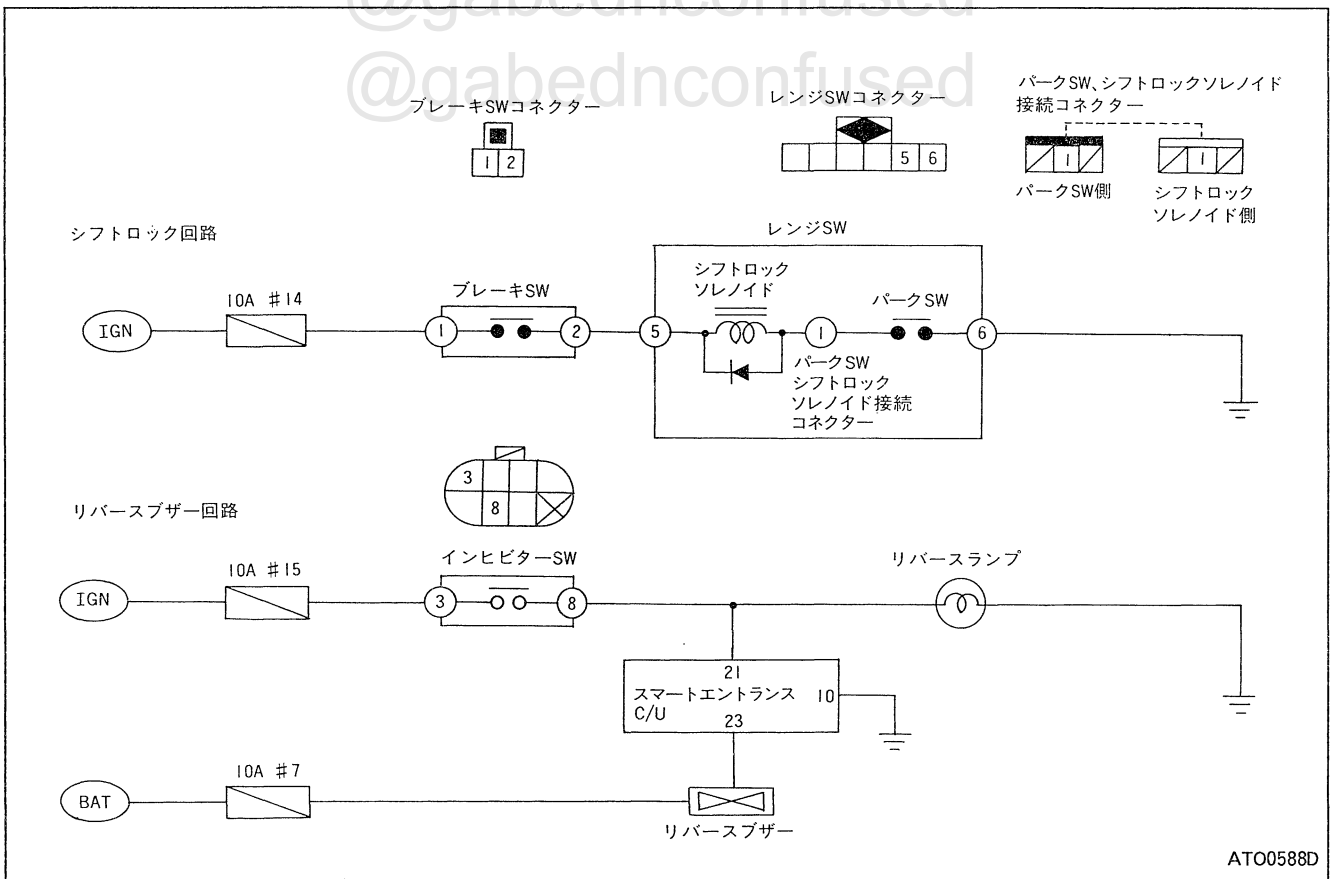 @gabednconfused
@gabednconfused
ブレーキSWコネクター
1 2
レンジSWコネクター
5 6
パークSW、シフトロックソレノイド
接続コネクター
1
1
パークSW側
シフトロック
ソレノイド側
シフトロック回路
レンジSW
IGN
10A #14
ブレーキSW
1
2
5
シフトロック
ソレノイド
1
パークSW
6
パークSW
シフトロック
ソレノイド接続
コネクター
3
8
リバースブザー回路
IGN
10A #15
インヒビターSW
3
8
リバースランプ
21
スマートエントランス
C/U
10
23
BAT
10A #7
リバースブザー
ATO0588D